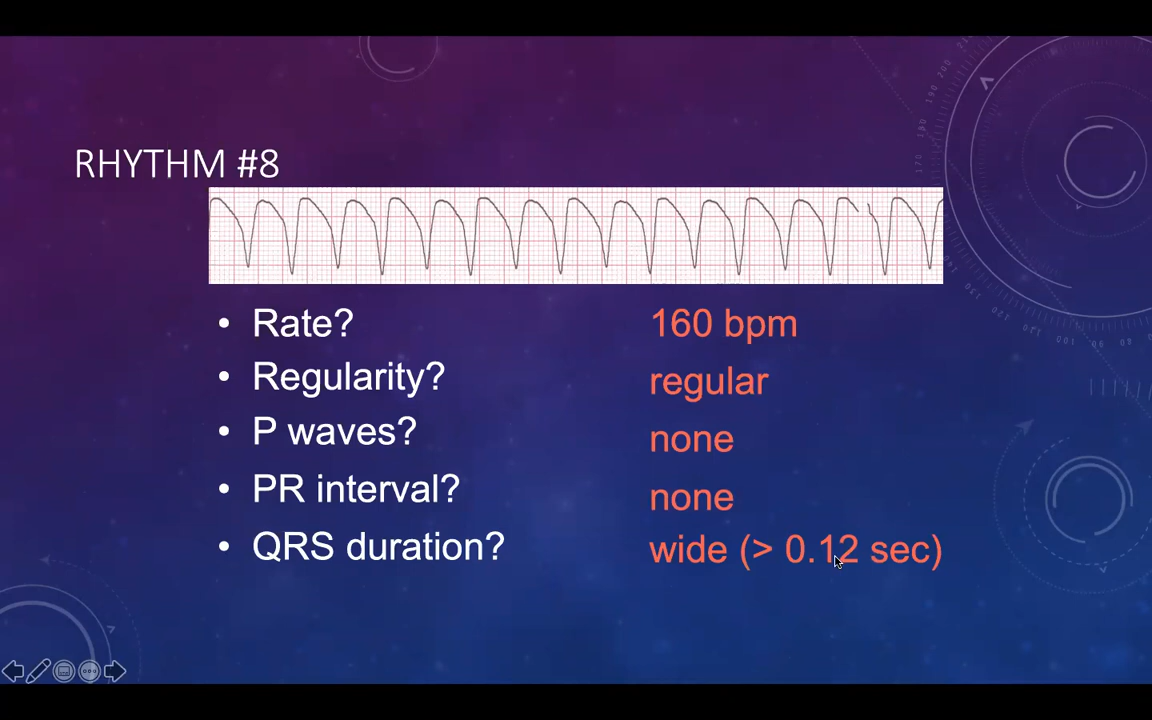 RHYTHM #8
• Rate? 160 bpm
• Regularity? regular
• P waves? none
• PR interval? none
• QRS duration? wide (> 0.12 sec)